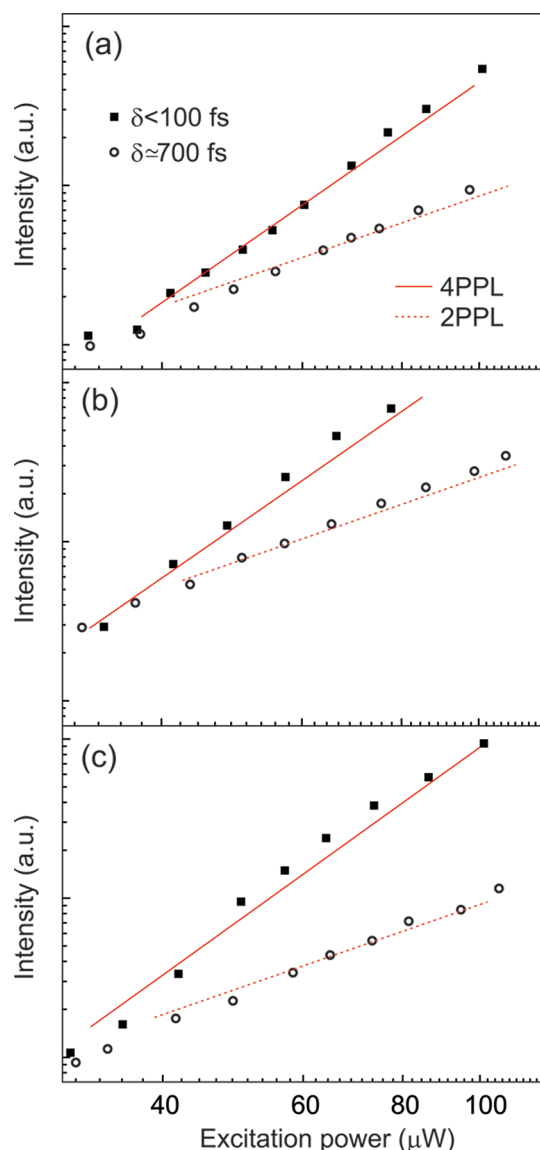 (a)
δ<100 fs
δ≃700 fs
4PPL
2PPL
Intensity (a.u.)
(b)
Intensity (a.u.)
(c)
Intensity (a.u.)
40 60 80 100
Excitation power (μW)